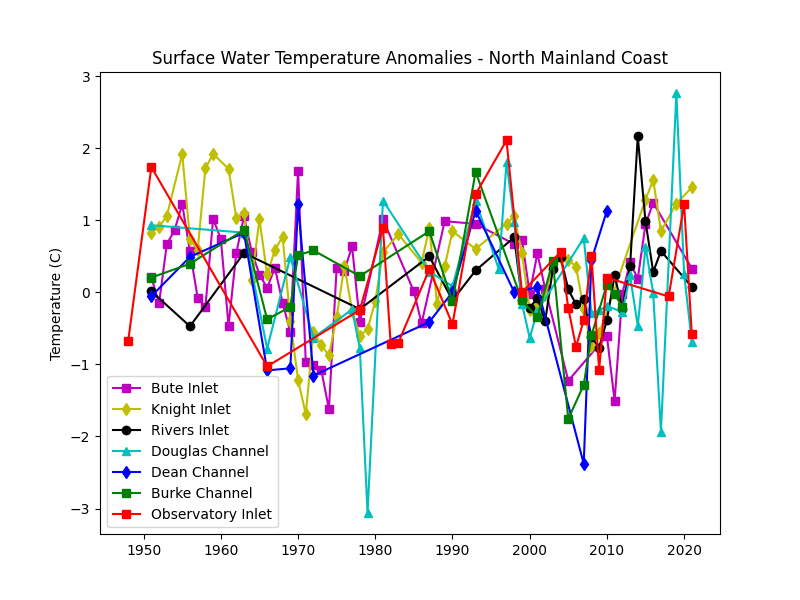 Surface Water Temperature Anomalies - North Mainland Coast
Temperature (C)
3
2
1
0
−1
−2
−3
Bute Inlet
Knight Inlet
Rivers Inlet
Douglas Channel
Dean Channel
Burke Channel
Observatory Inlet
1950 1960 1970 1980 1990 2000 2010 2020